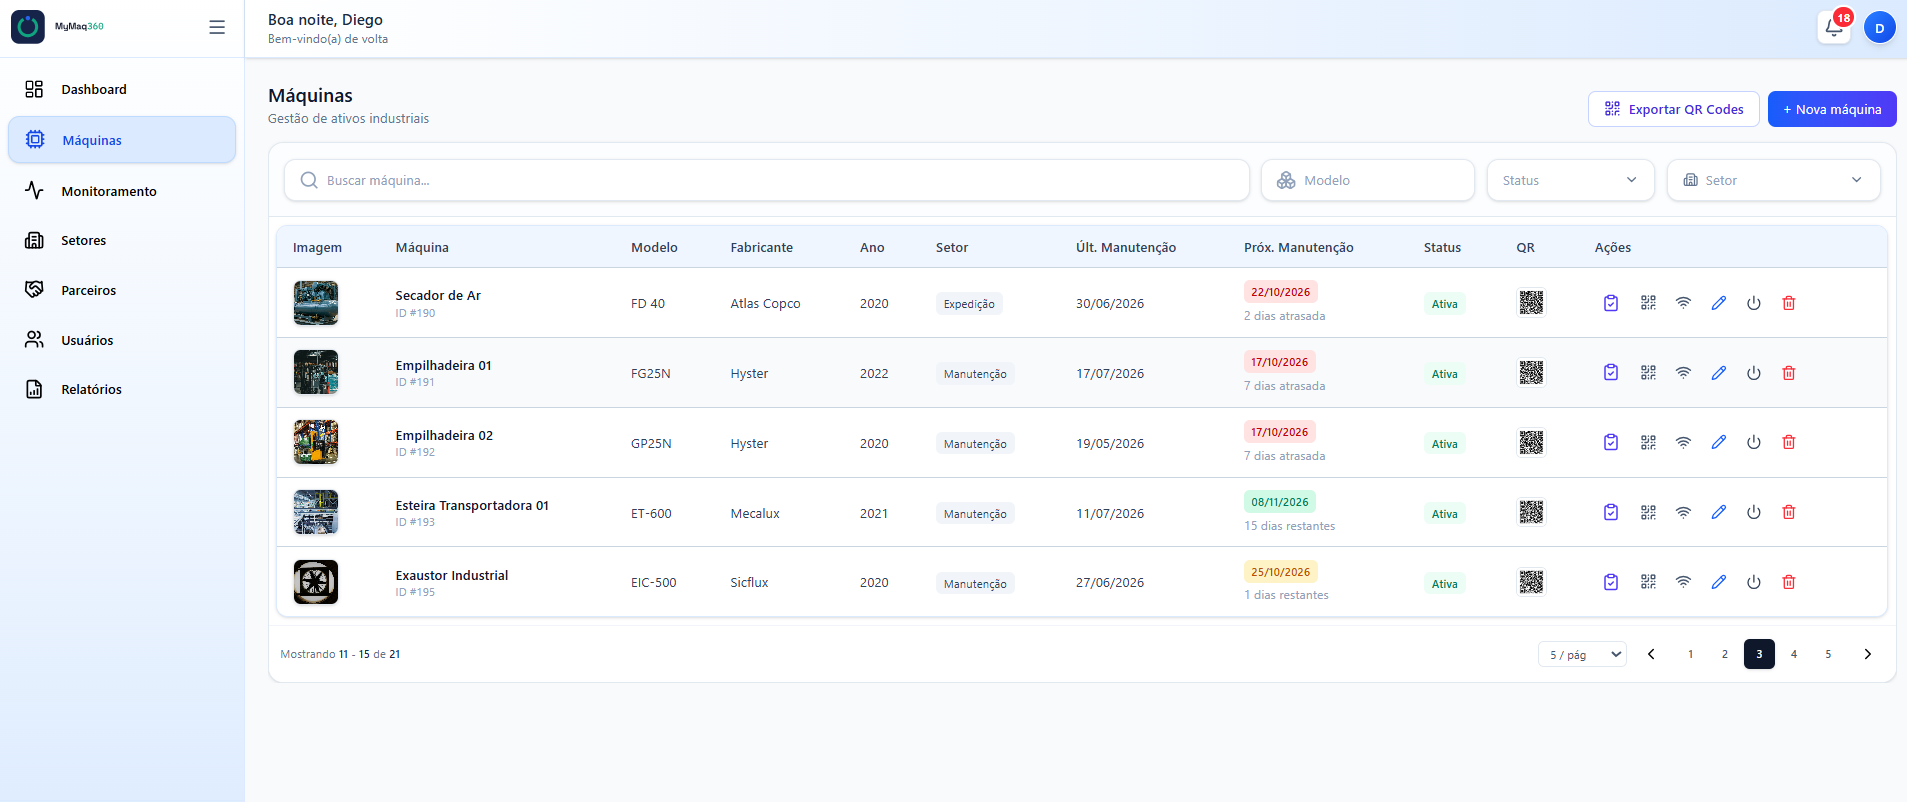 MyMaq360
Boa noite, Diego
Bem-vindo(a) de volta
18
D
Dashboard
Máquinas
Monitoramento
Setores
Parceiros
Usuários
Relatórios
Máquinas
Gestão de ativos industriais
Exportar QR Codes
+ Nova máquina
Buscar máquina...
Modelo
Status
Setor
Imagem Máquina Modelo Fabricante Ano Setor Últ. Manutenção Próx. Manutenção Status QR Ações
Secador de Ar
ID #190
FD 40 Atlas Copco 2020 Expedição 30/06/2026
22/10/2026
2 dias atrasada
Ativa
Empilhadeira 01
ID #191
FG25N Hyster 2022 Manutenção 17/07/2026
17/10/2026
7 dias atrasada
Ativa
Empilhadeira 02
ID #192
GP25N Hyster 2020 Manutenção 19/05/2026
17/10/2026
7 dias atrasada
Ativa
Esteira Transportadora 01
ID #193
ET-600 Mecalux 2021 Manutenção 11/07/2026
08/11/2026
15 dias restantes
Ativa
Exaustor Industrial
ID #195
EIC-500 Sicflux 2020 Manutenção 27/06/2026
25/10/2026
1 dias restantes
Ativa
Mostrando 11 - 15 de 21
5 / pág
1 2 3 4 5